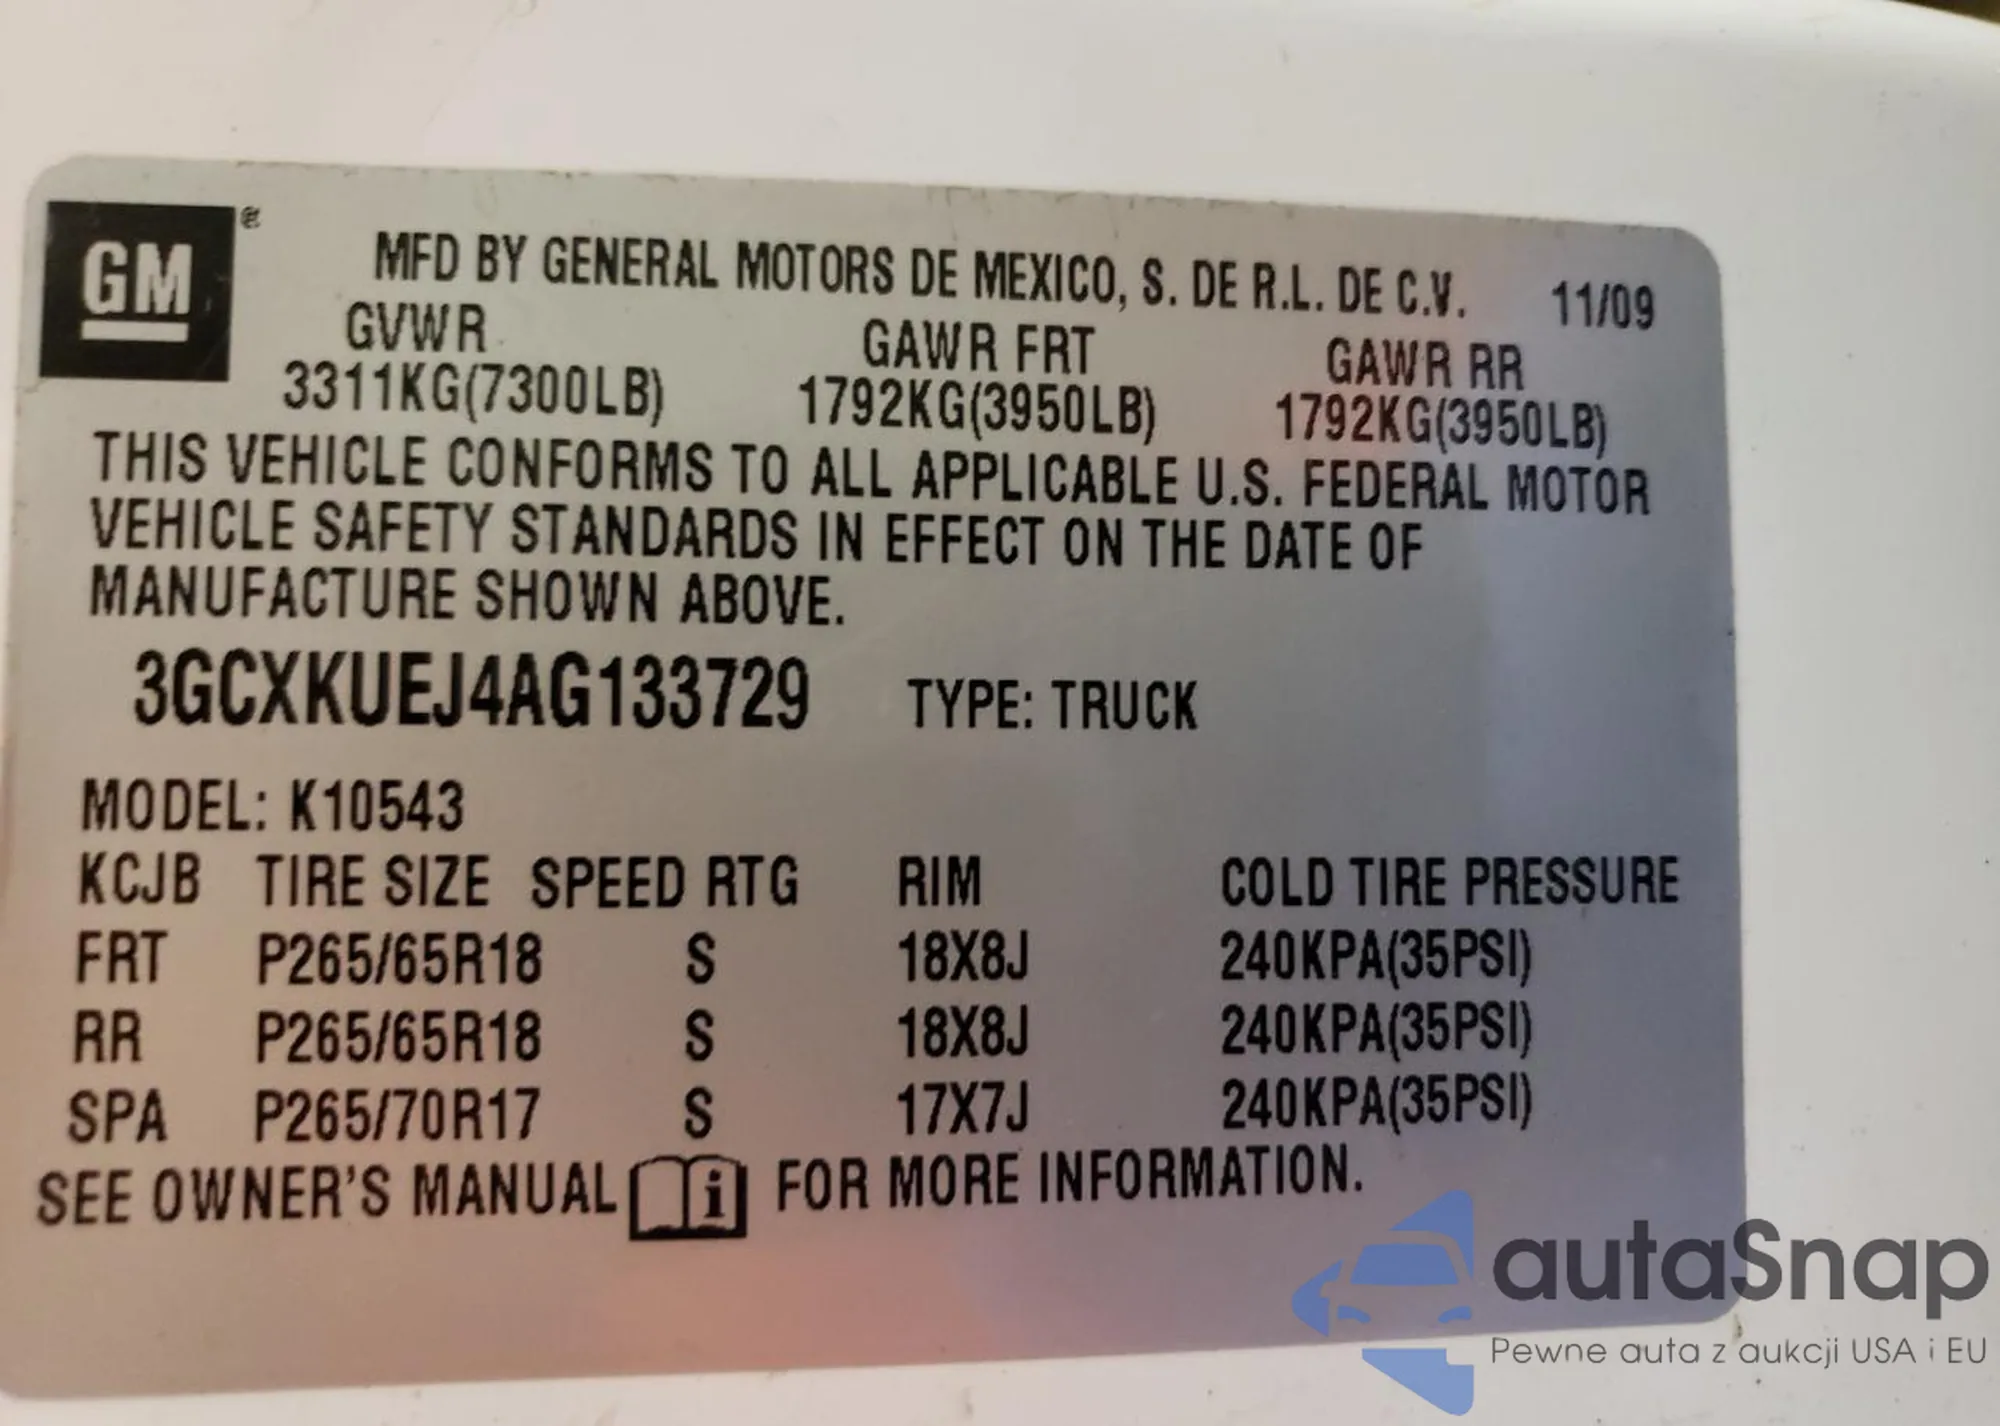 GM®
MFD BY GENERAL MOTORS DE MEXICO, S. DE R.L. DE C.V. 11/09
GVWR GAWR FRT GAWR RR
3311KG(7300LB) 1792KG(3950LB) 1792KG(3950LB)
THIS VEHICLE CONFORMS TO ALL APPLICABLE U.S. FEDERAL MOTOR
VEHICLE SAFETY STANDARDS IN EFFECT ON THE DATE OF
MANUFACTURE SHOWN ABOVE.
3GCXKUEJ4AG133729 TYPE: TRUCK
MODEL: K10543
KCJB TIRE SIZE SPEED RTG RIM COLD TIRE PRESSURE
FRT P265/65R18 S 18X8J 240KPA(35PSI)
RR P265/65R18 S 18X8J 240KPA(35PSI)
SPA P265/70R17 S 17X7J 240KPA(35PSI)
SEE OWNER'S MANUAL i FOR MORE INFORMATION.
autaSnap
Pewne auta z aukcji USA i EU